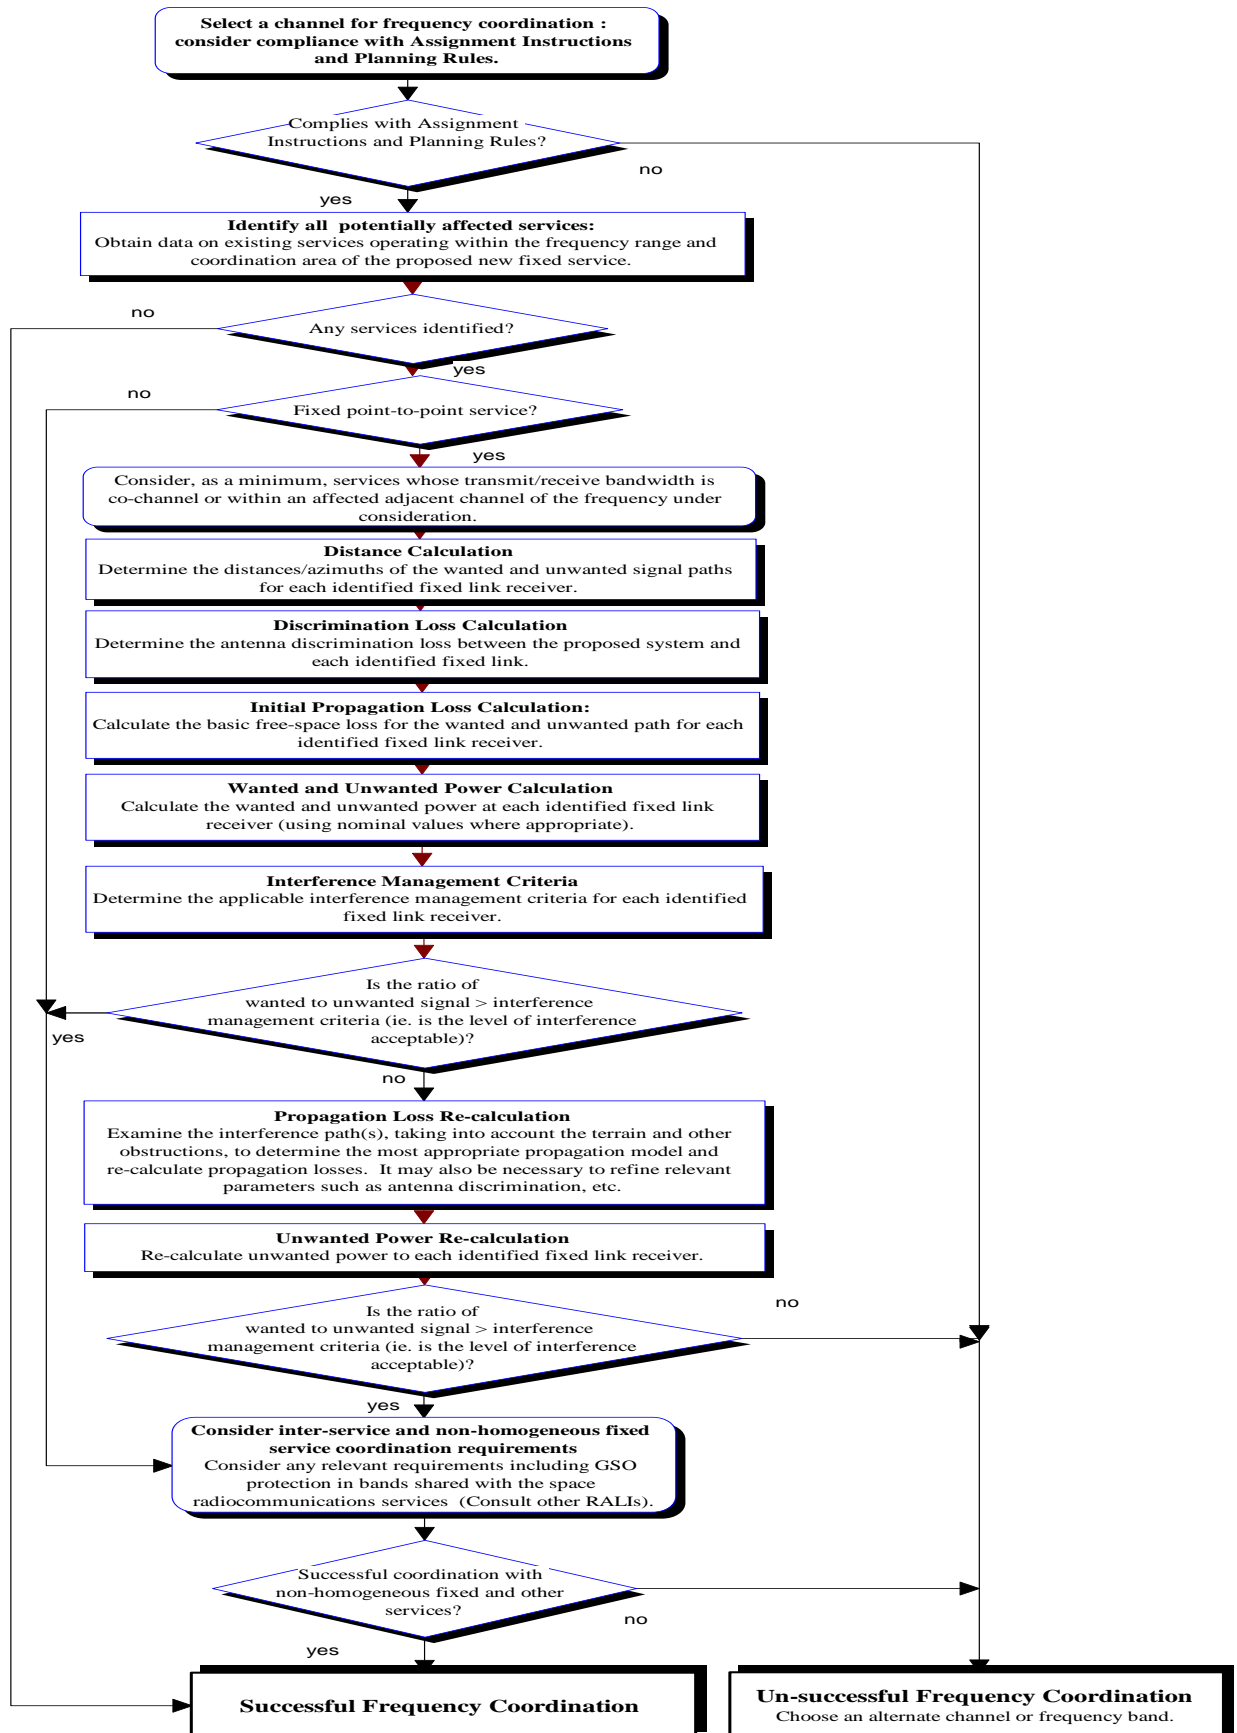 Select a channel for frequency coordination :
consider compliance with Assignment Instructions
and Planning Rules.
Complies with Assignment
Instructions and Planning Rules?
no
yes
Identify all potentially affected services:
Obtain data on existing services operating within the frequency range and
coordination area of the proposed new fixed service.
no
Any services identified?
yes
no
Fixed point-to-point service?
yes
Consider, as a minimum, services whose transmit/receive bandwidth is
co-channel or within an affected adjacent channel of the frequency under
consideration.
Distance Calculation
Determine the distances/azimuths of the wanted and unwanted signal paths
for each identified fixed link receiver.
Discrimination Loss Calculation
Determine the antenna discrimination loss between the proposed system and
each identified fixed link.
Initial Propagation Loss Calculation:
Calculate the basic free-space loss for the wanted and unwanted path for each
identified fixed link receiver.
Wanted and Unwanted Power Calculation
Calculate the wanted and unwanted power at each identified fixed link
receiver (using nominal values where appropriate).
Interference Management Criteria
Determine the applicable interference management criteria for each identified
fixed link receiver.
Is the ratio of
wanted to unwanted signal > interference
management criteria (ie. is the level of interference
acceptable)?
yes
no
Propagation Loss Re-calculation
Examine the interference path(s), taking into account the terrain and other
obstructions, to determine the most appropriate propagation model and
re-calculate propagation losses. It may also be necessary to refine relevant
parameters such as antenna discrimination, etc.
Unwanted Power Re-calculation
Re-calculate unwanted power to each identified fixed link receiver.
no
Is the ratio of
wanted to unwanted signal > interference
management criteria (ie. is the level of interference
acceptable)?
yes
Consider inter-service and non-homogeneous fixed
service coordination requirements
Consider any relevant requirements including GSO
protection in bands shared with the space
radiocommunications services (Consult other RALIs).
Successful coordination with
non-homogeneous fixed and other
services?
no
yes
Successful Frequency Coordination
Un-successful Frequency Coordination
Choose an alternate channel or frequency band.